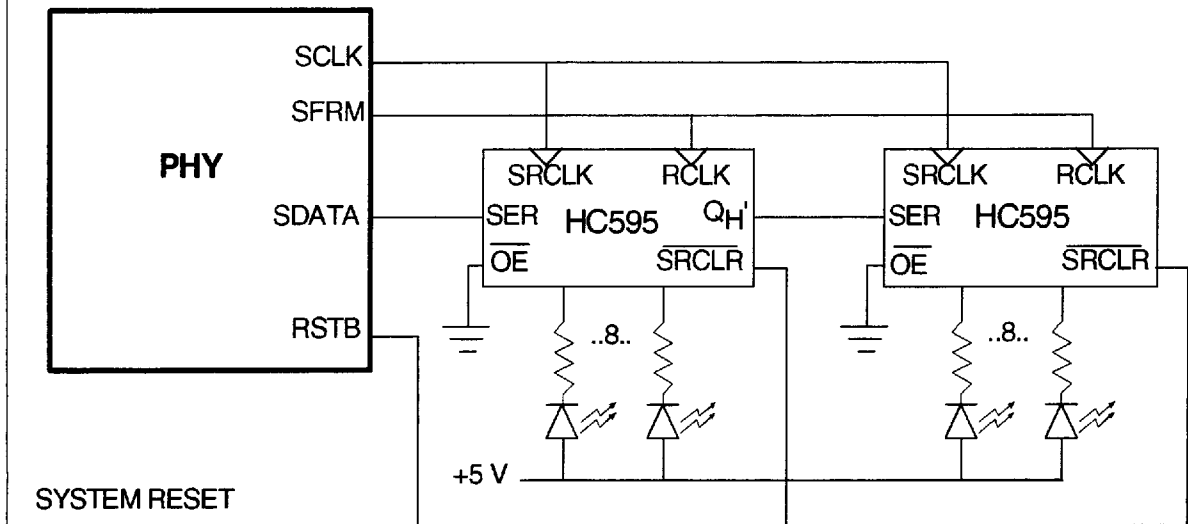 SCLK
SFRM
PHY
SRCLK RCLK
SRCLK RCLK
SDATA
SER HC595 QH'
SER HC595
OE SRCLR
OE SRCLR
RSTB
..8..
..8..
+5 V
SYSTEM RESET